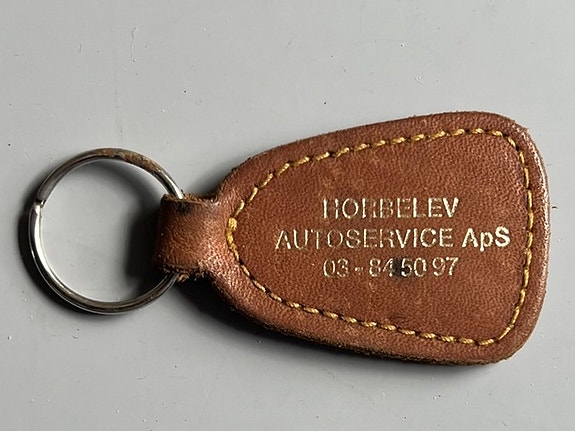 HORBELEV
AUTOSERVICE ApS
03 - 84 50 97